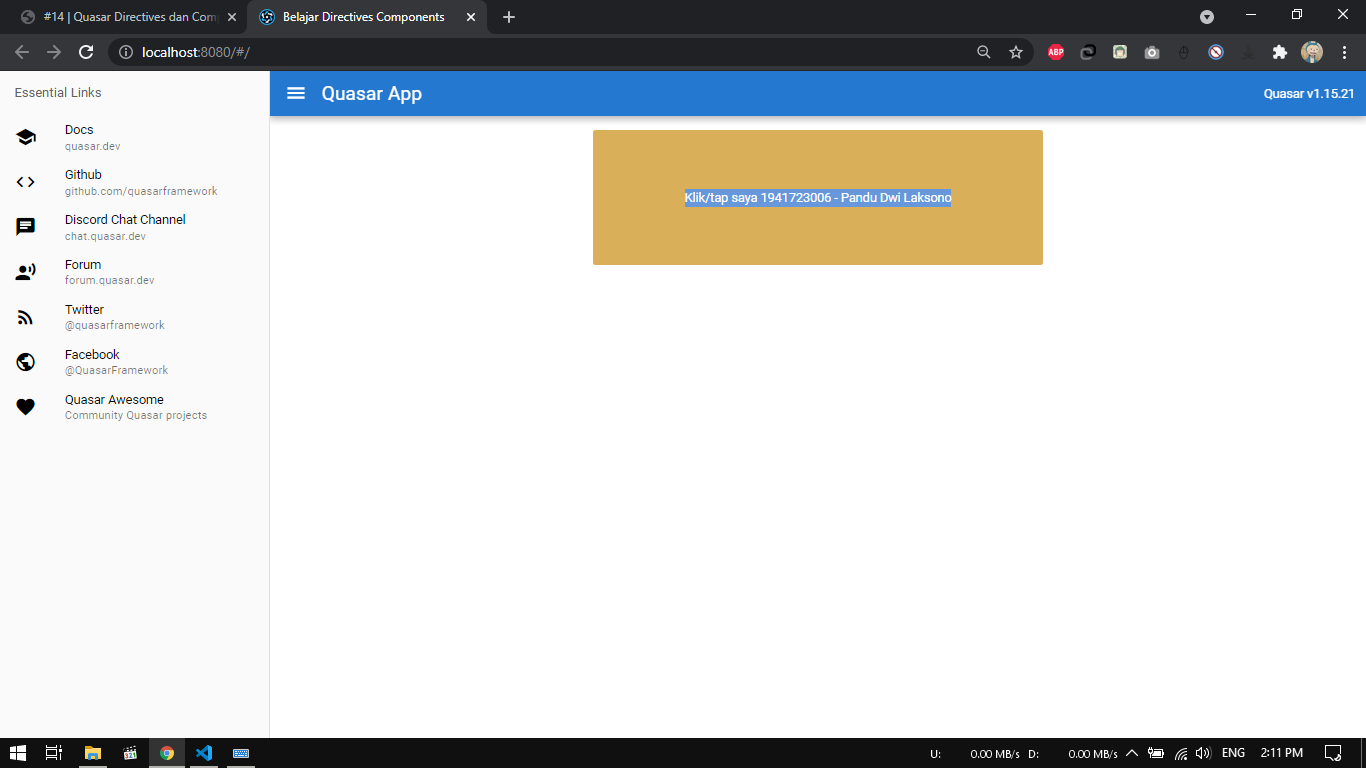 #14 | Quasar Directives dan Com
Belajar Directives Components
localhost:8080/#/
ABP
Essential Links
Docs
quasar.dev
Github
github.com/quasarframework
Discord Chat Channel
chat.quasar.dev
Forum
forum.quasar.dev
Twitter
@quasarframework
Facebook
@QuasarFramework
Quasar Awesome
Community Quasar projects
Quasar App
Quasar v1.15.21
Klik/tap saya 1941723006 - Pandu Dwi Laksono
U: 0.00 MB/s D: 0.00 MB/s ENG 2:11 PM